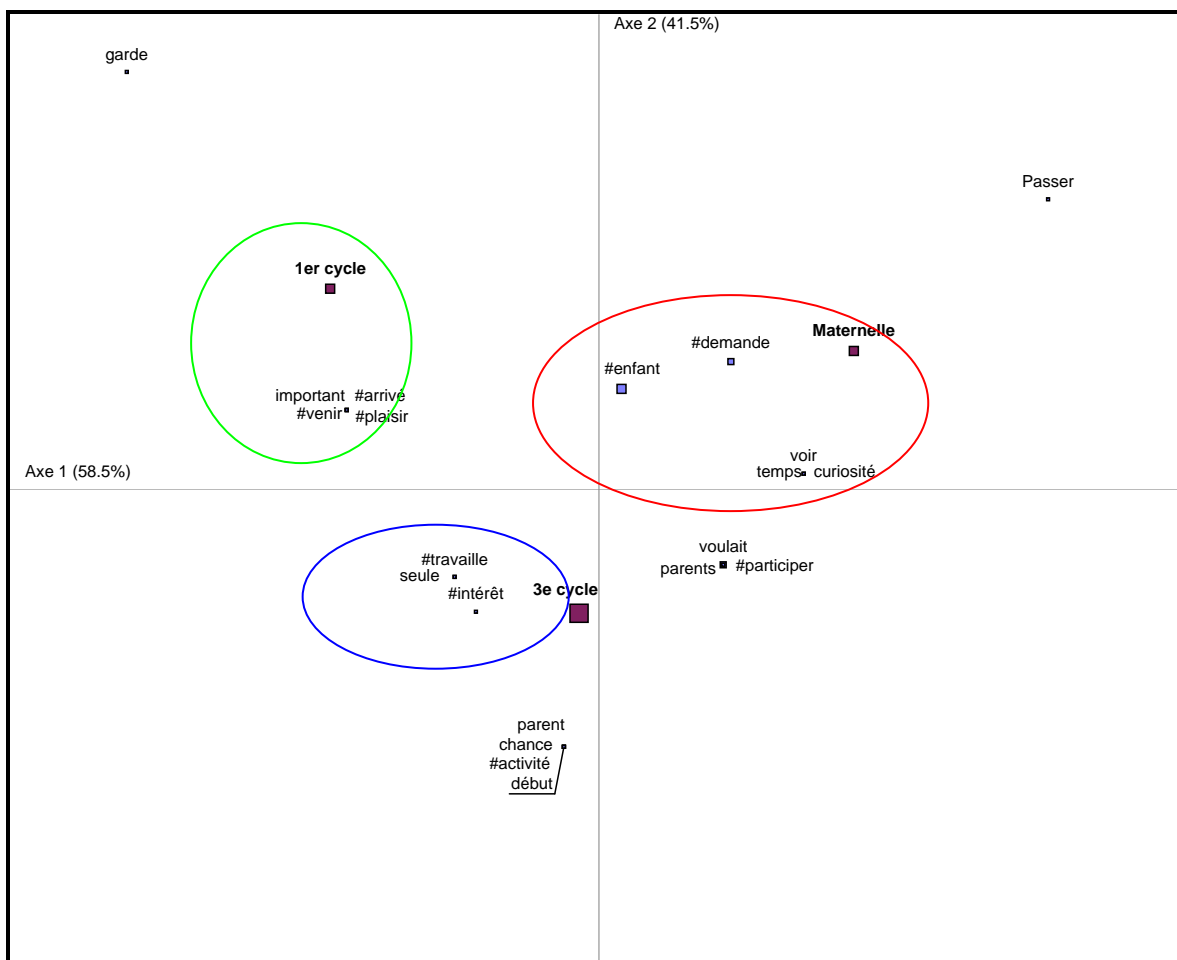 Axe 2 (41.5%)
garde
Passer
1er cycle
Maternelle
#demande
#enfant
important #arrivé
#venir #plaisir
voir
temps curiosité
Axe 1 (58.5%)
voulait
parents #participer
#travaille
seule
#intérêt
3e cycle
parent
chance
#activité
début